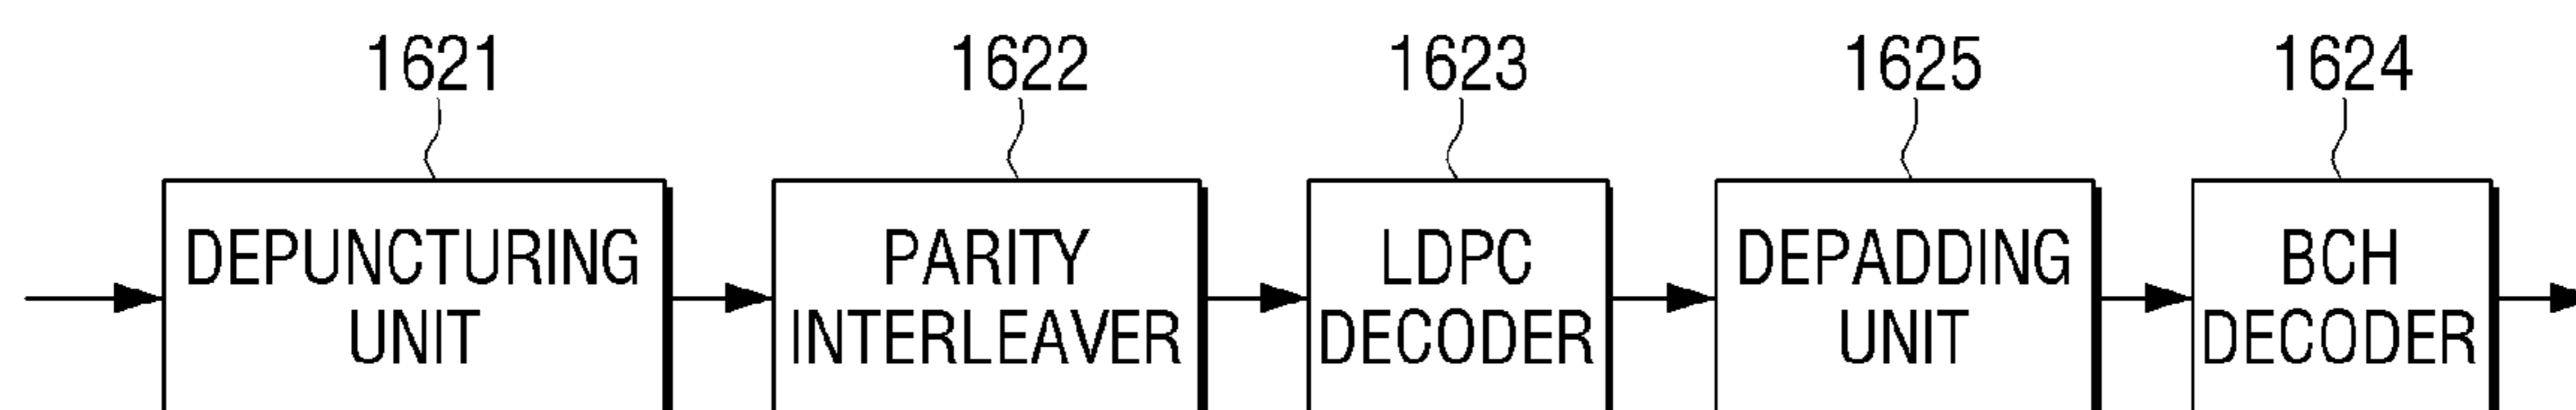 1621 1622 1623 1625 1624
DEPUNCTURING UNIT
PARITY INTERLEAVER
LDPC DECODER
DEPADDING UNIT
BCH DECODER